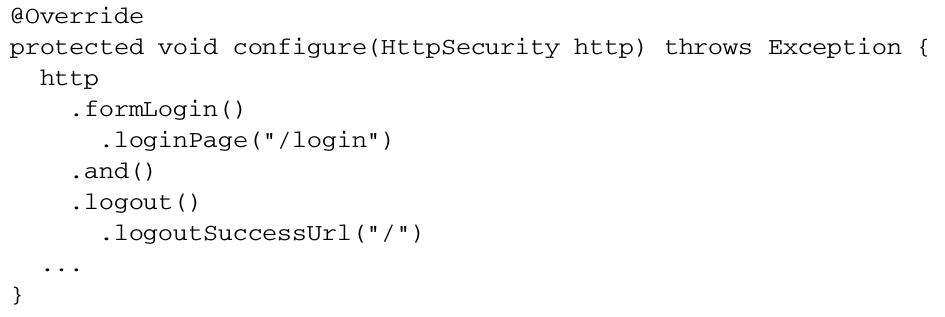 @Override
protected void configure(HttpSecurity http) throws Exception {
  http
    .formLogin()
      .loginPage("/login")
    .and()
    .logout()
      .logoutSuccessUrl("/")
  ...
}